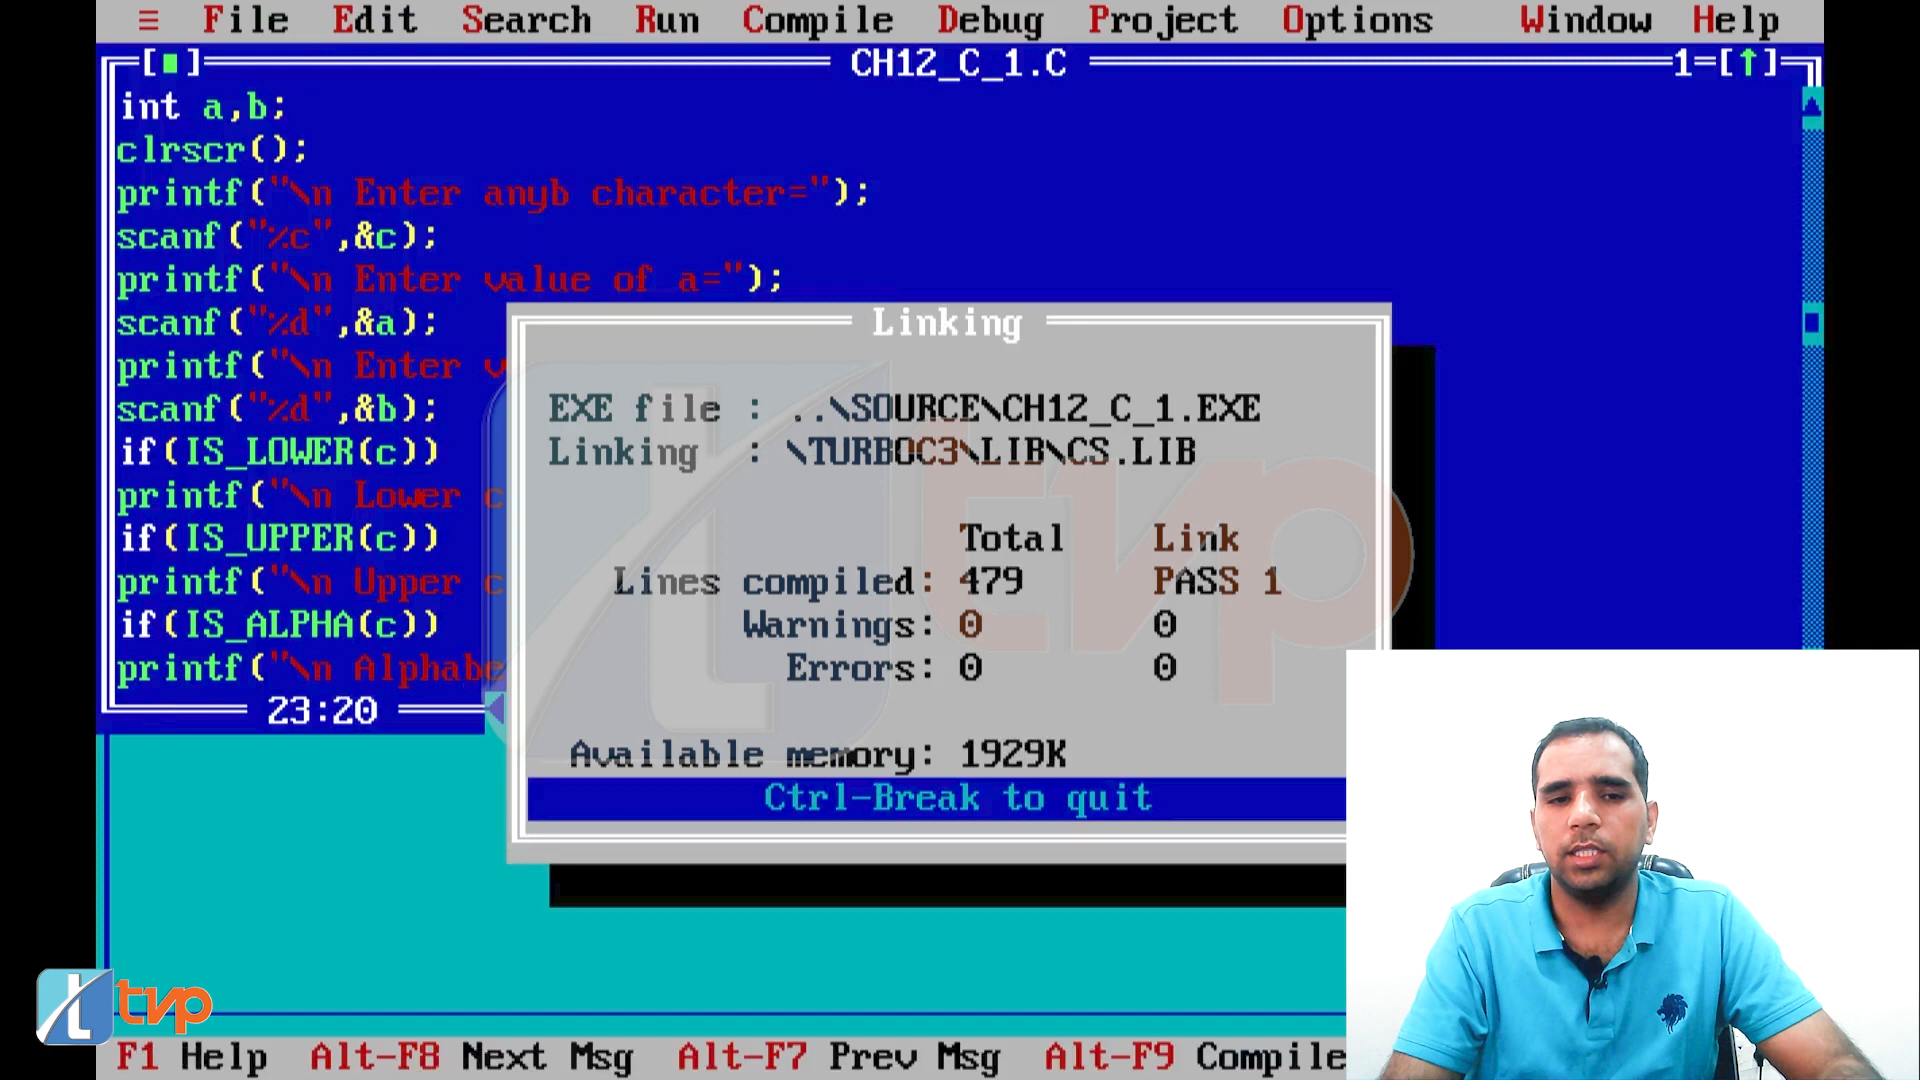 ≡ File Edit Search Run Compile Debug Project Options Window Help
[■] CH12_C_1.C 1=[↑]
int a,b;
clrscr();
printf("\n Enter anyb character=");
scanf("%c",&c);
printf("\n Enter value of a=");
scanf("%d",&a);
printf("\n Enter v
scanf("%d",&b);
if(IS_LOWER(c))
printf("\n Lower c
if(IS_UPPER(c))
printf("\n Upper c
if(IS_ALPHA(c))
printf("\n Alphabe
23:20
Linking
EXE file : ..\SOURCE\CH12_C_1.EXE
Linking : \TURBOC3\LIB\CS.LIB
Total Link
Lines compiled: 479 PASS 1
Warnings: 0 0
Errors: 0 0
Available memory: 1929K
Ctrl-Break to quit
tvp
t tvp
F1 Help Alt-F8 Next Msg Alt-F7 Prev Msg Alt-F9 Compile